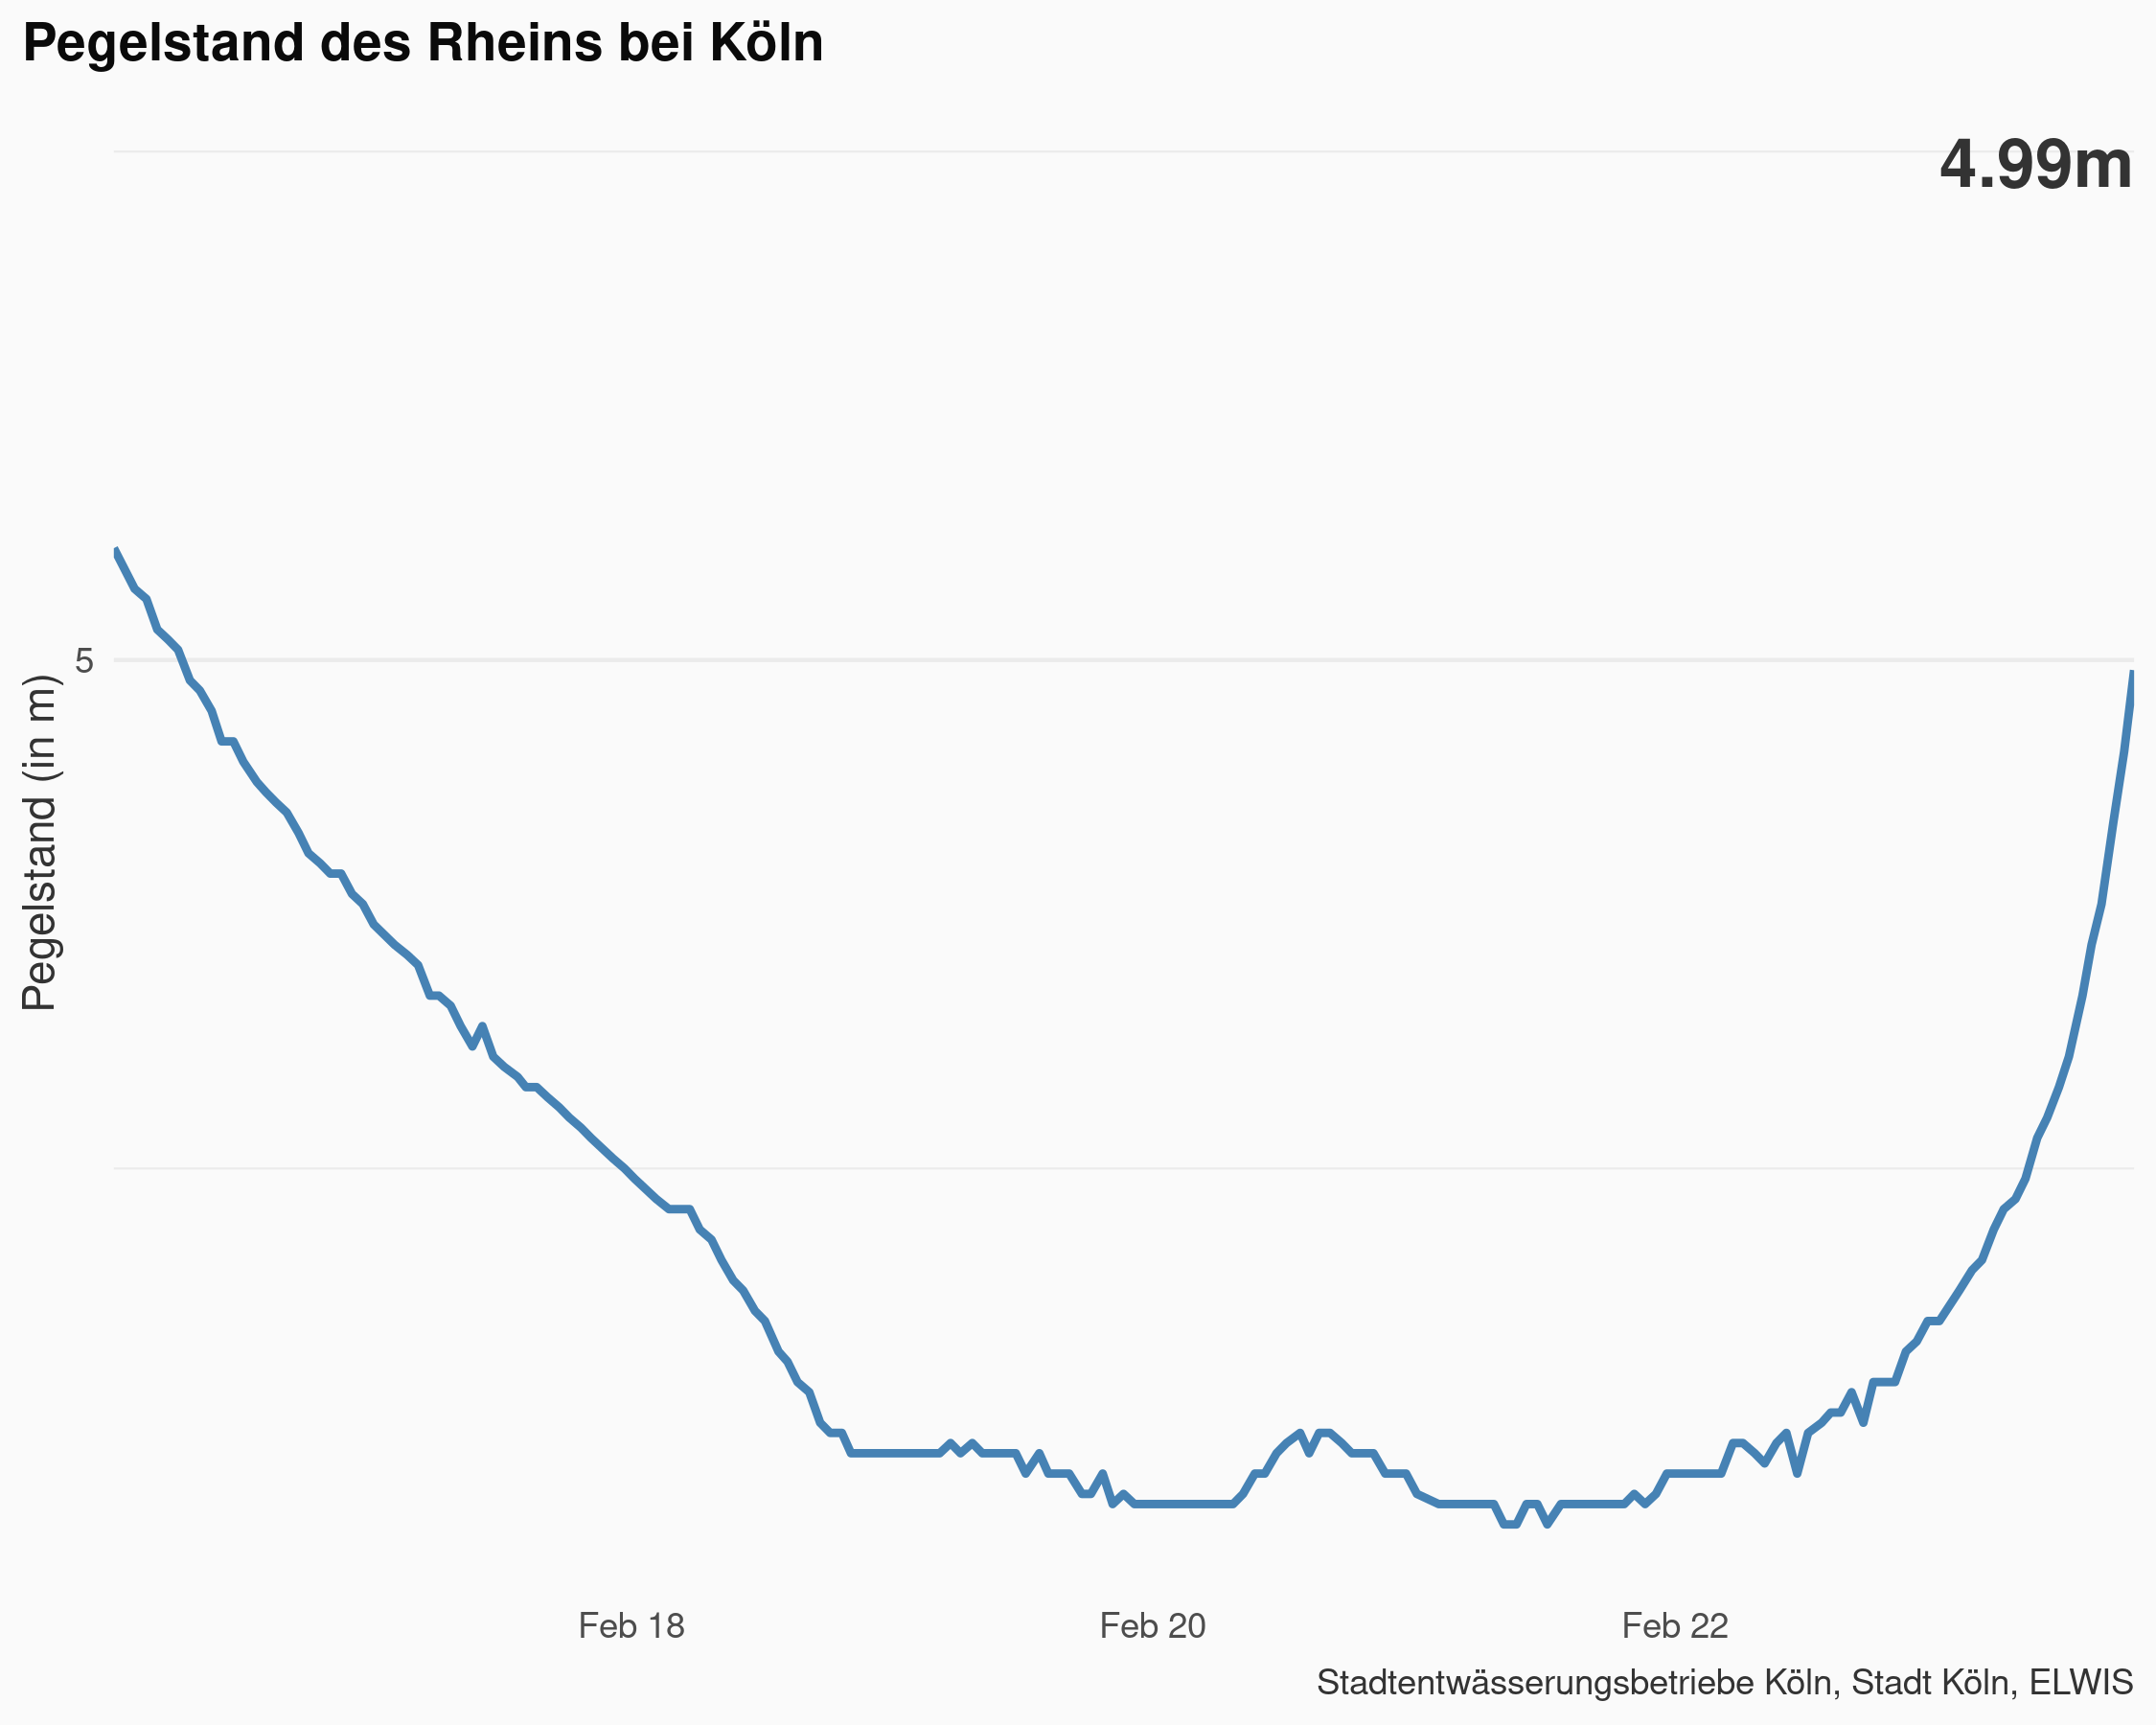 Pegelstand des Rheins bei Köln
4.99m
Pegelstand (in m)
5
Feb 18
Feb 20
Feb 22
Stadtentwässerungsbetriebe Köln, Stadt Köln, ELWIS